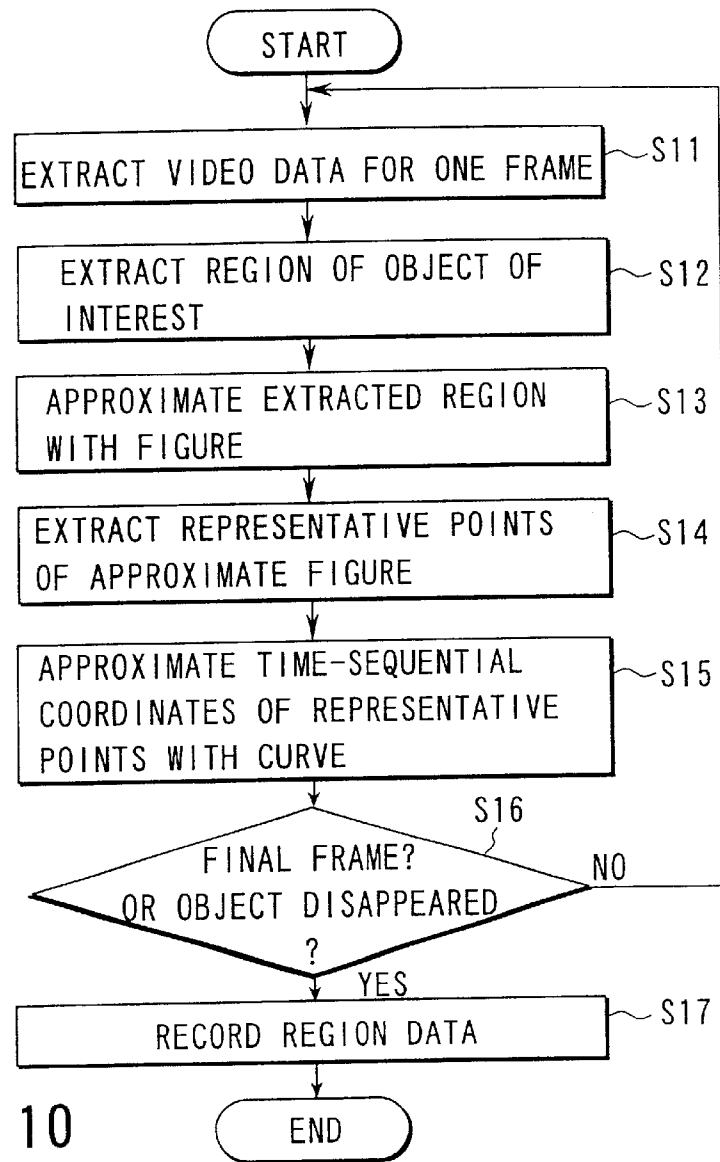 START
EXTRACT VIDEO DATA FOR ONE FRAME
S11
EXTRACT REGION OF OBJECT OF
INTEREST
S12
APPROXIMATE EXTRACTED REGION
WITH FIGURE
S13
EXTRACT REPRESENTATIVE POINTS
OF APPROXIMATE FIGURE
S14
APPROXIMATE TIME-SEQUENTIAL
COORDINATES OF REPRESENTATIVE
POINTS WITH CURVE
S15
S16
FINAL FRAME?
OR OBJECT DISAPPEARED
?
NO
YES
RECORD REGION DATA
S17
END
10